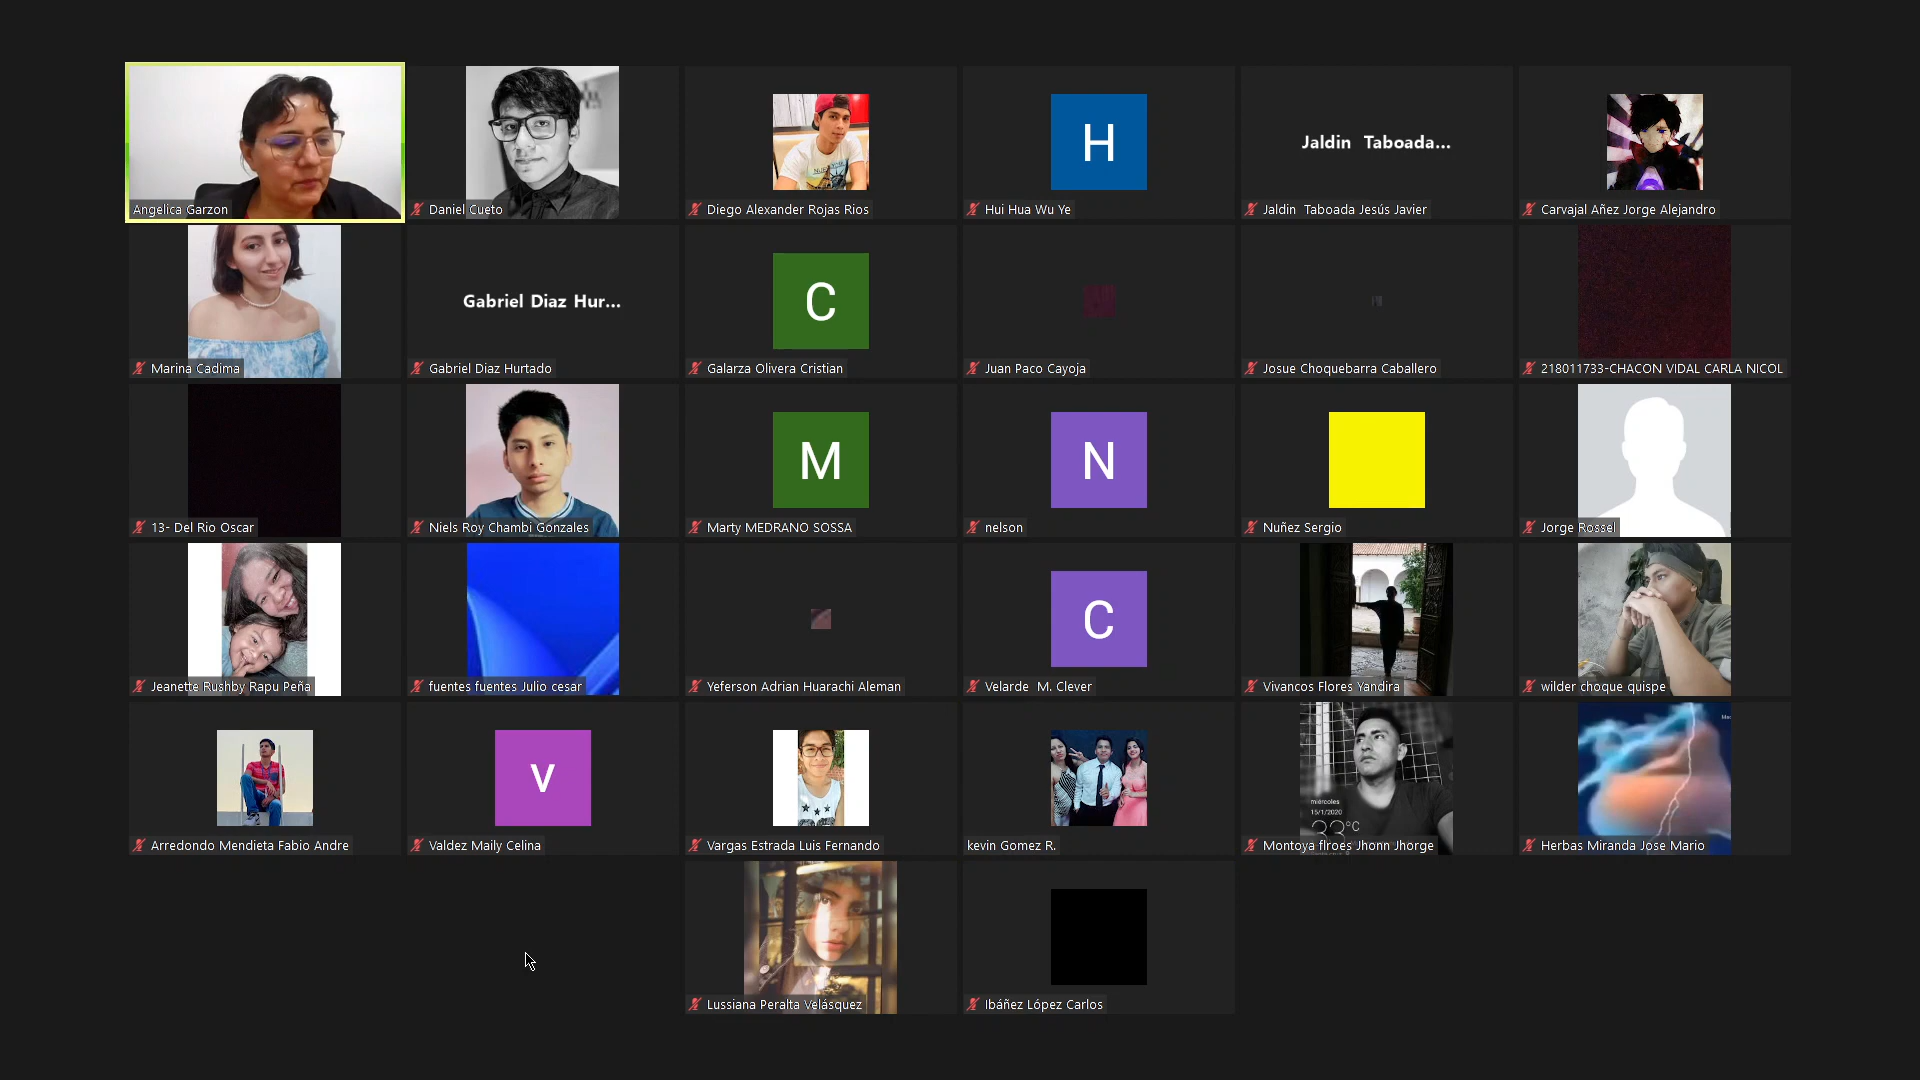 Angelica Garzon
Daniel Cueto
Diego Alexander Rojas Rios
H
Hui Hua Wu Ye
Jaldin Taboada...
Jaldin Taboada Jesús Javier
Carvajal Añez Jorge Alejandro
Marina Cadima
Gabriel Diaz Hur...
Gabriel Diaz Hurtado
C
Galarza Olivera Cristian
Juan Paco Cayoja
Josue Choquebarra Caballero
218011733-CHACON VIDAL CARLA NICOL
13- Del Rio Oscar
Niels Roy Chambi Gonzales
M
Marty MEDRANO SOSSA
N
nelson
Nuñez Sergio
Jorge Rossel
Jeanette Rushby Rapu Peña
fuentes fuentes Julio cesar
Yeferson Adrian Huarachi Aleman
C
Velarde M. Clever
Vivancos Flores Yandira
wilder choque quispe
Arredondo Mendieta Fabio Andre
V
Valdez Maily Celina
Vargas Estrada Luis Fernando
kevin Gomez R.
miércoles
15/1/2020
33°C
Montoya flroes Jhonn Jhorge
Herbas Miranda Jose Mario
Lussiana Peralta Velásquez
Ibáñez López Carlos